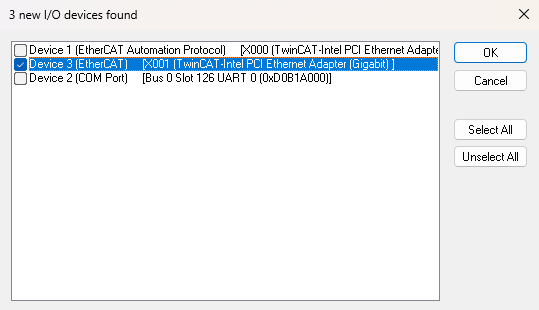 3 new I/O devices found
Device 1 (EtherCAT Automation Protocol) [X000 (TwinCAT-Intel PCI Ethernet Adapte
Device 3 (EtherCAT) [X001 (TwinCAT-Intel PCI Ethernet Adapter (Gigabit) ]
Device 2 (COM Port) [Bus 0 Slot 126 UART 0 (0xD0B1A000)]
OK
Cancel
Select All
Unselect All